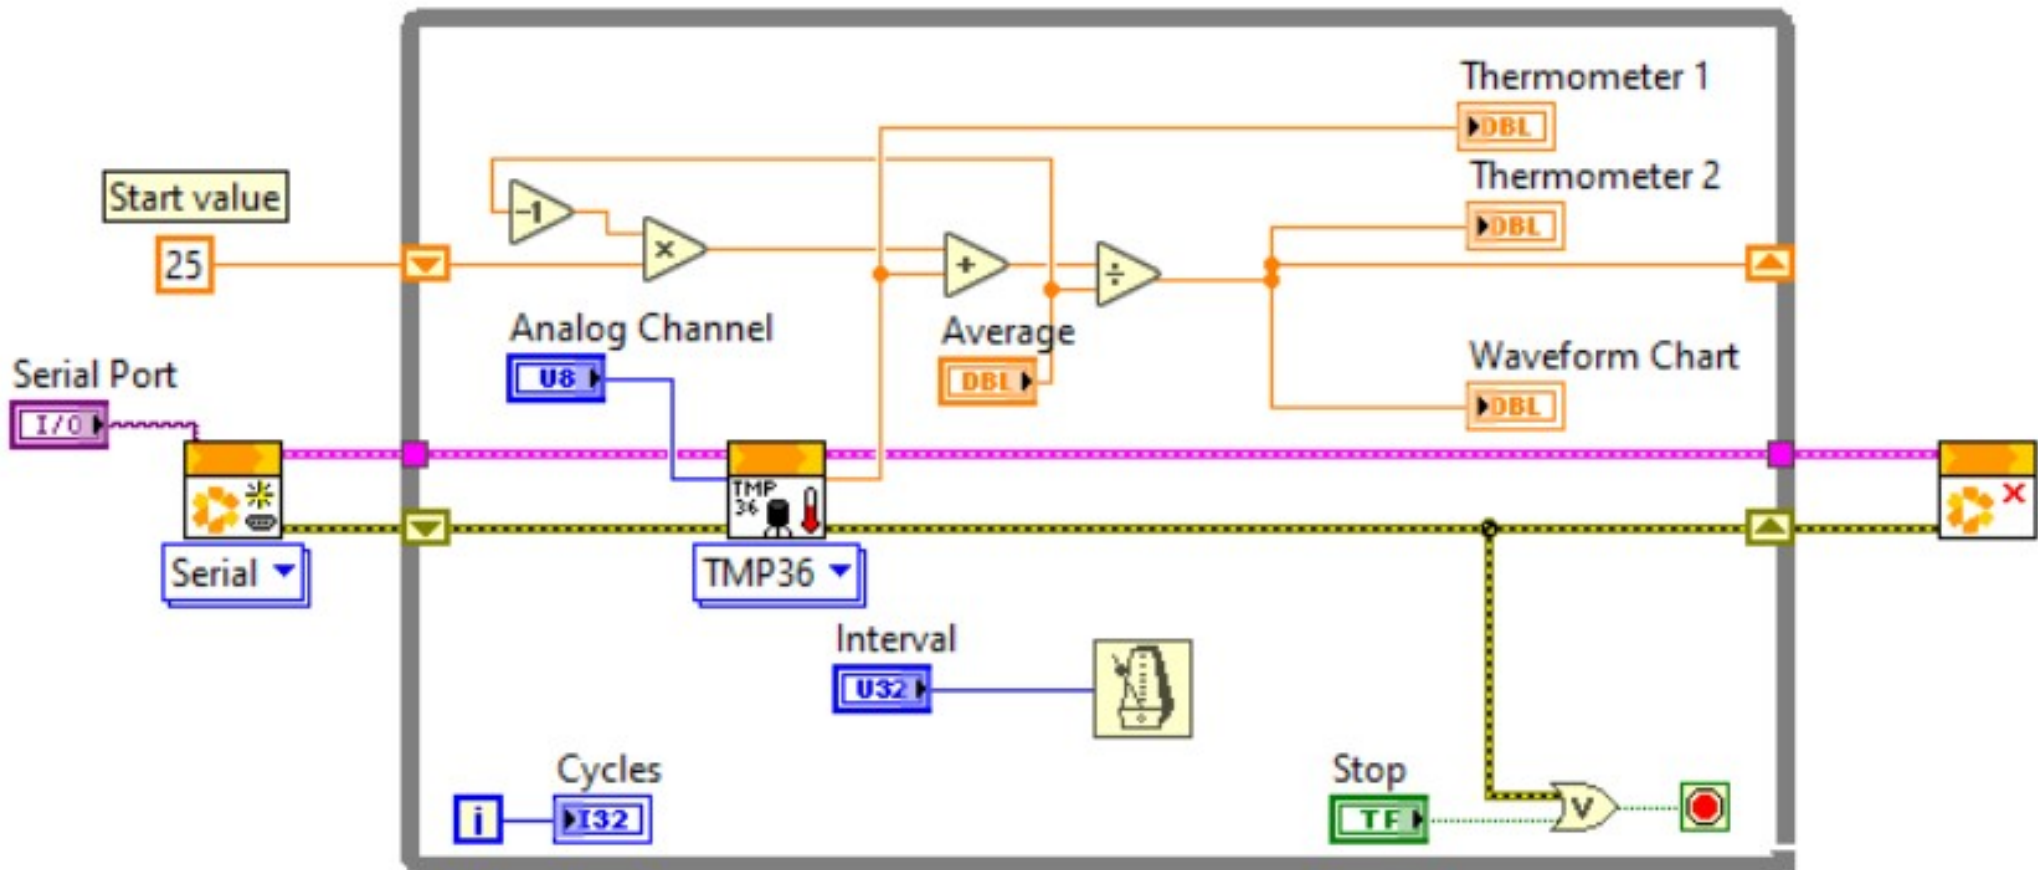 Thermometer 1
DBL
Thermometer 2
DBL
Start value
25
-1
x
+
÷
Analog Channel
U8
Average
DBL
Waveform Chart
DBL
Serial Port
I/O
TMP
36
Serial
TMP36
Interval
U32
Cycles
i
I32
Stop
TF
V